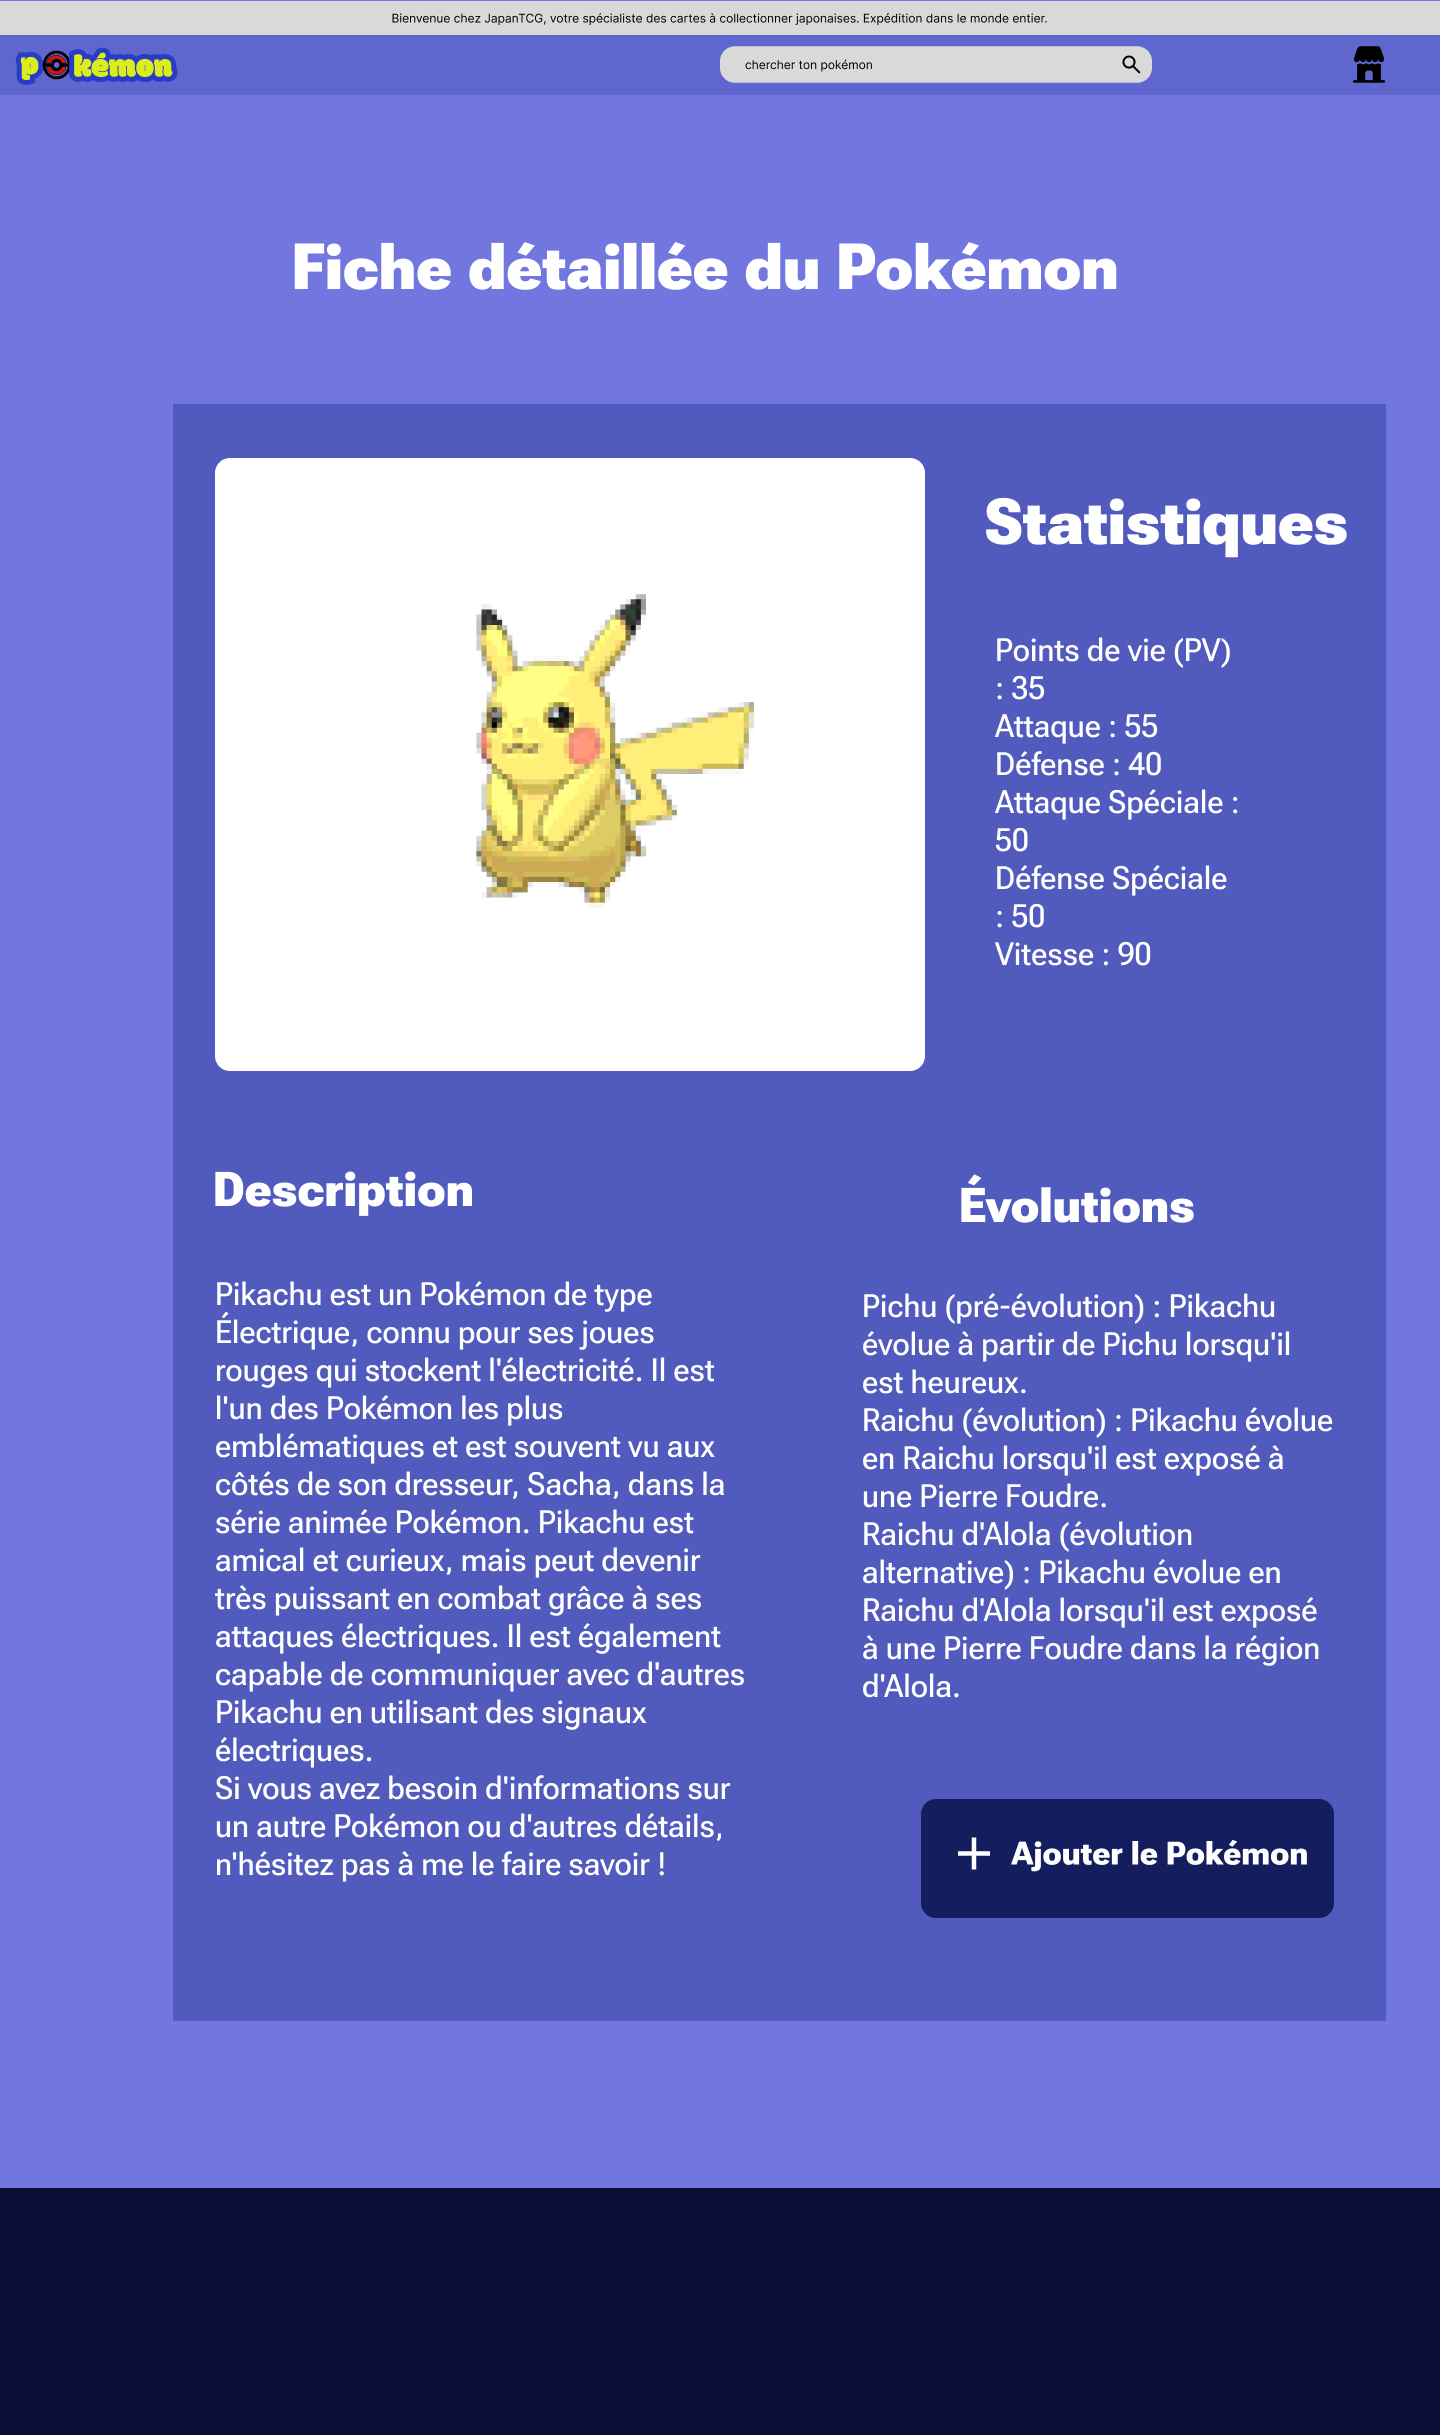 Bienvenue chez JapanTCG, votre spécialiste des cartes à collectionner japonaises. Expédition dans le monde entier.
pokémon
chercher ton pokémon
Fiche détaillée du Pokémon
Statistiques
Points de vie (PV)
: 35
Attaque : 55
Défense : 40
Attaque Spéciale :
50
Défense Spéciale
: 50
Vitesse : 90
Description
Pikachu est un Pokémon de type
Électrique, connu pour ses joues
rouges qui stockent l'électricité. Il est
l'un des Pokémon les plus
emblématiques et est souvent vu aux
côtés de son dresseur, Sacha, dans la
série animée Pokémon. Pikachu est
amical et curieux, mais peut devenir
très puissant en combat grâce à ses
attaques électriques. Il est également
capable de communiquer avec d'autres
Pikachu en utilisant des signaux
électriques.
Si vous avez besoin d'informations sur
un autre Pokémon ou d'autres détails,
n'hésitez pas à me le faire savoir !
Évolutions
Pichu (pré-évolution) : Pikachu
évolue à partir de Pichu lorsqu'il
est heureux.
Raichu (évolution) : Pikachu évolue
en Raichu lorsqu'il est exposé à
une Pierre Foudre.
Raichu d'Alola (évolution
alternative) : Pikachu évolue en
Raichu d'Alola lorsqu'il est exposé
à une Pierre Foudre dans la région
d'Alola.
Ajouter le Pokémon